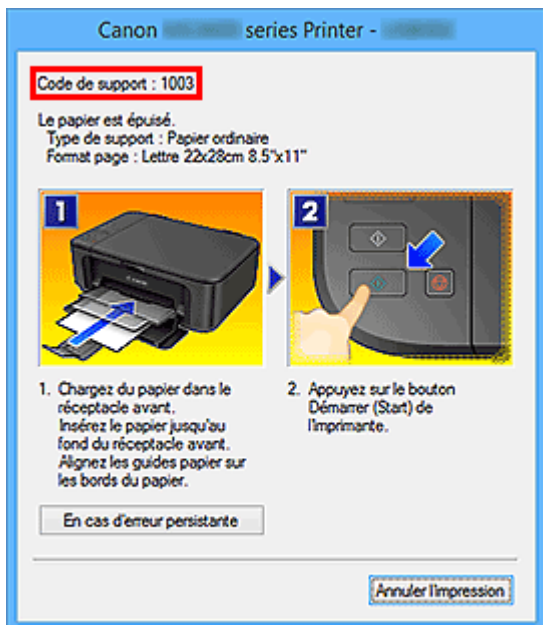 Canon series Printer -
Code de support : 1003
Le papier est épuisé.
Type de support : Papier ordinaire
Format page : Lettre 22x28cm 8.5"x11"
1
2
Canon
1. Chargez du papier dans le
réceptacle avant.
Insérez le papier jusqu'au
fond du réceptacle avant.
Alignez les guides papier sur
les bords du papier.
2. Appuyez sur le bouton
Démarrer (Start) de
l'imprimante.
En cas d'erreur persistante
Annuler l'impression